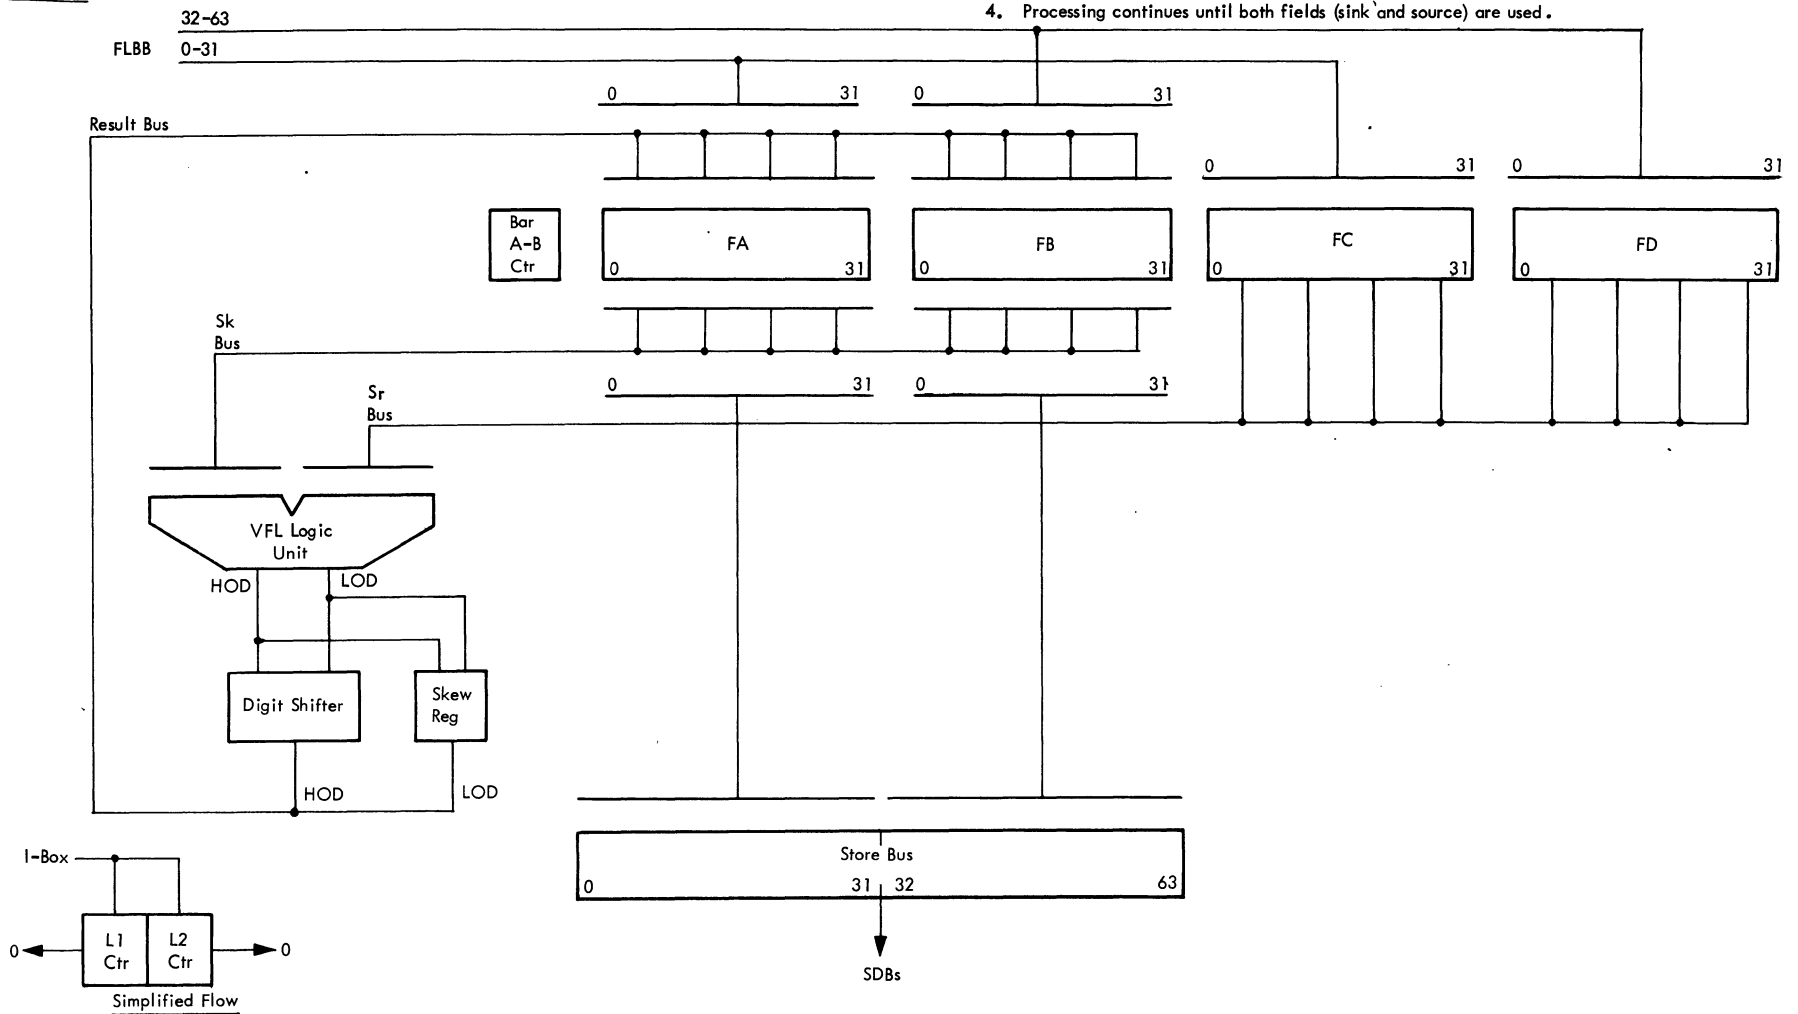 4. Processing continues until both fields (sink and source) are used.
32-63
FLBB 0-31
0 31 0 31
Result Bus
0 31 0 31
Bar
A-B
Ctr
FA
0 31
FB
0 31
FC
0 31
FD
0 31
Sk
Bus
0 31 0 31
Sr
Bus
VFL Logic
Unit
HOD LOD
Digit Shifter
Skew
Reg
HOD LOD
I-Box
Store Bus
0 31 32 63
L1
Ctr
L2
Ctr
0 0
SDBs
Simplified Flow